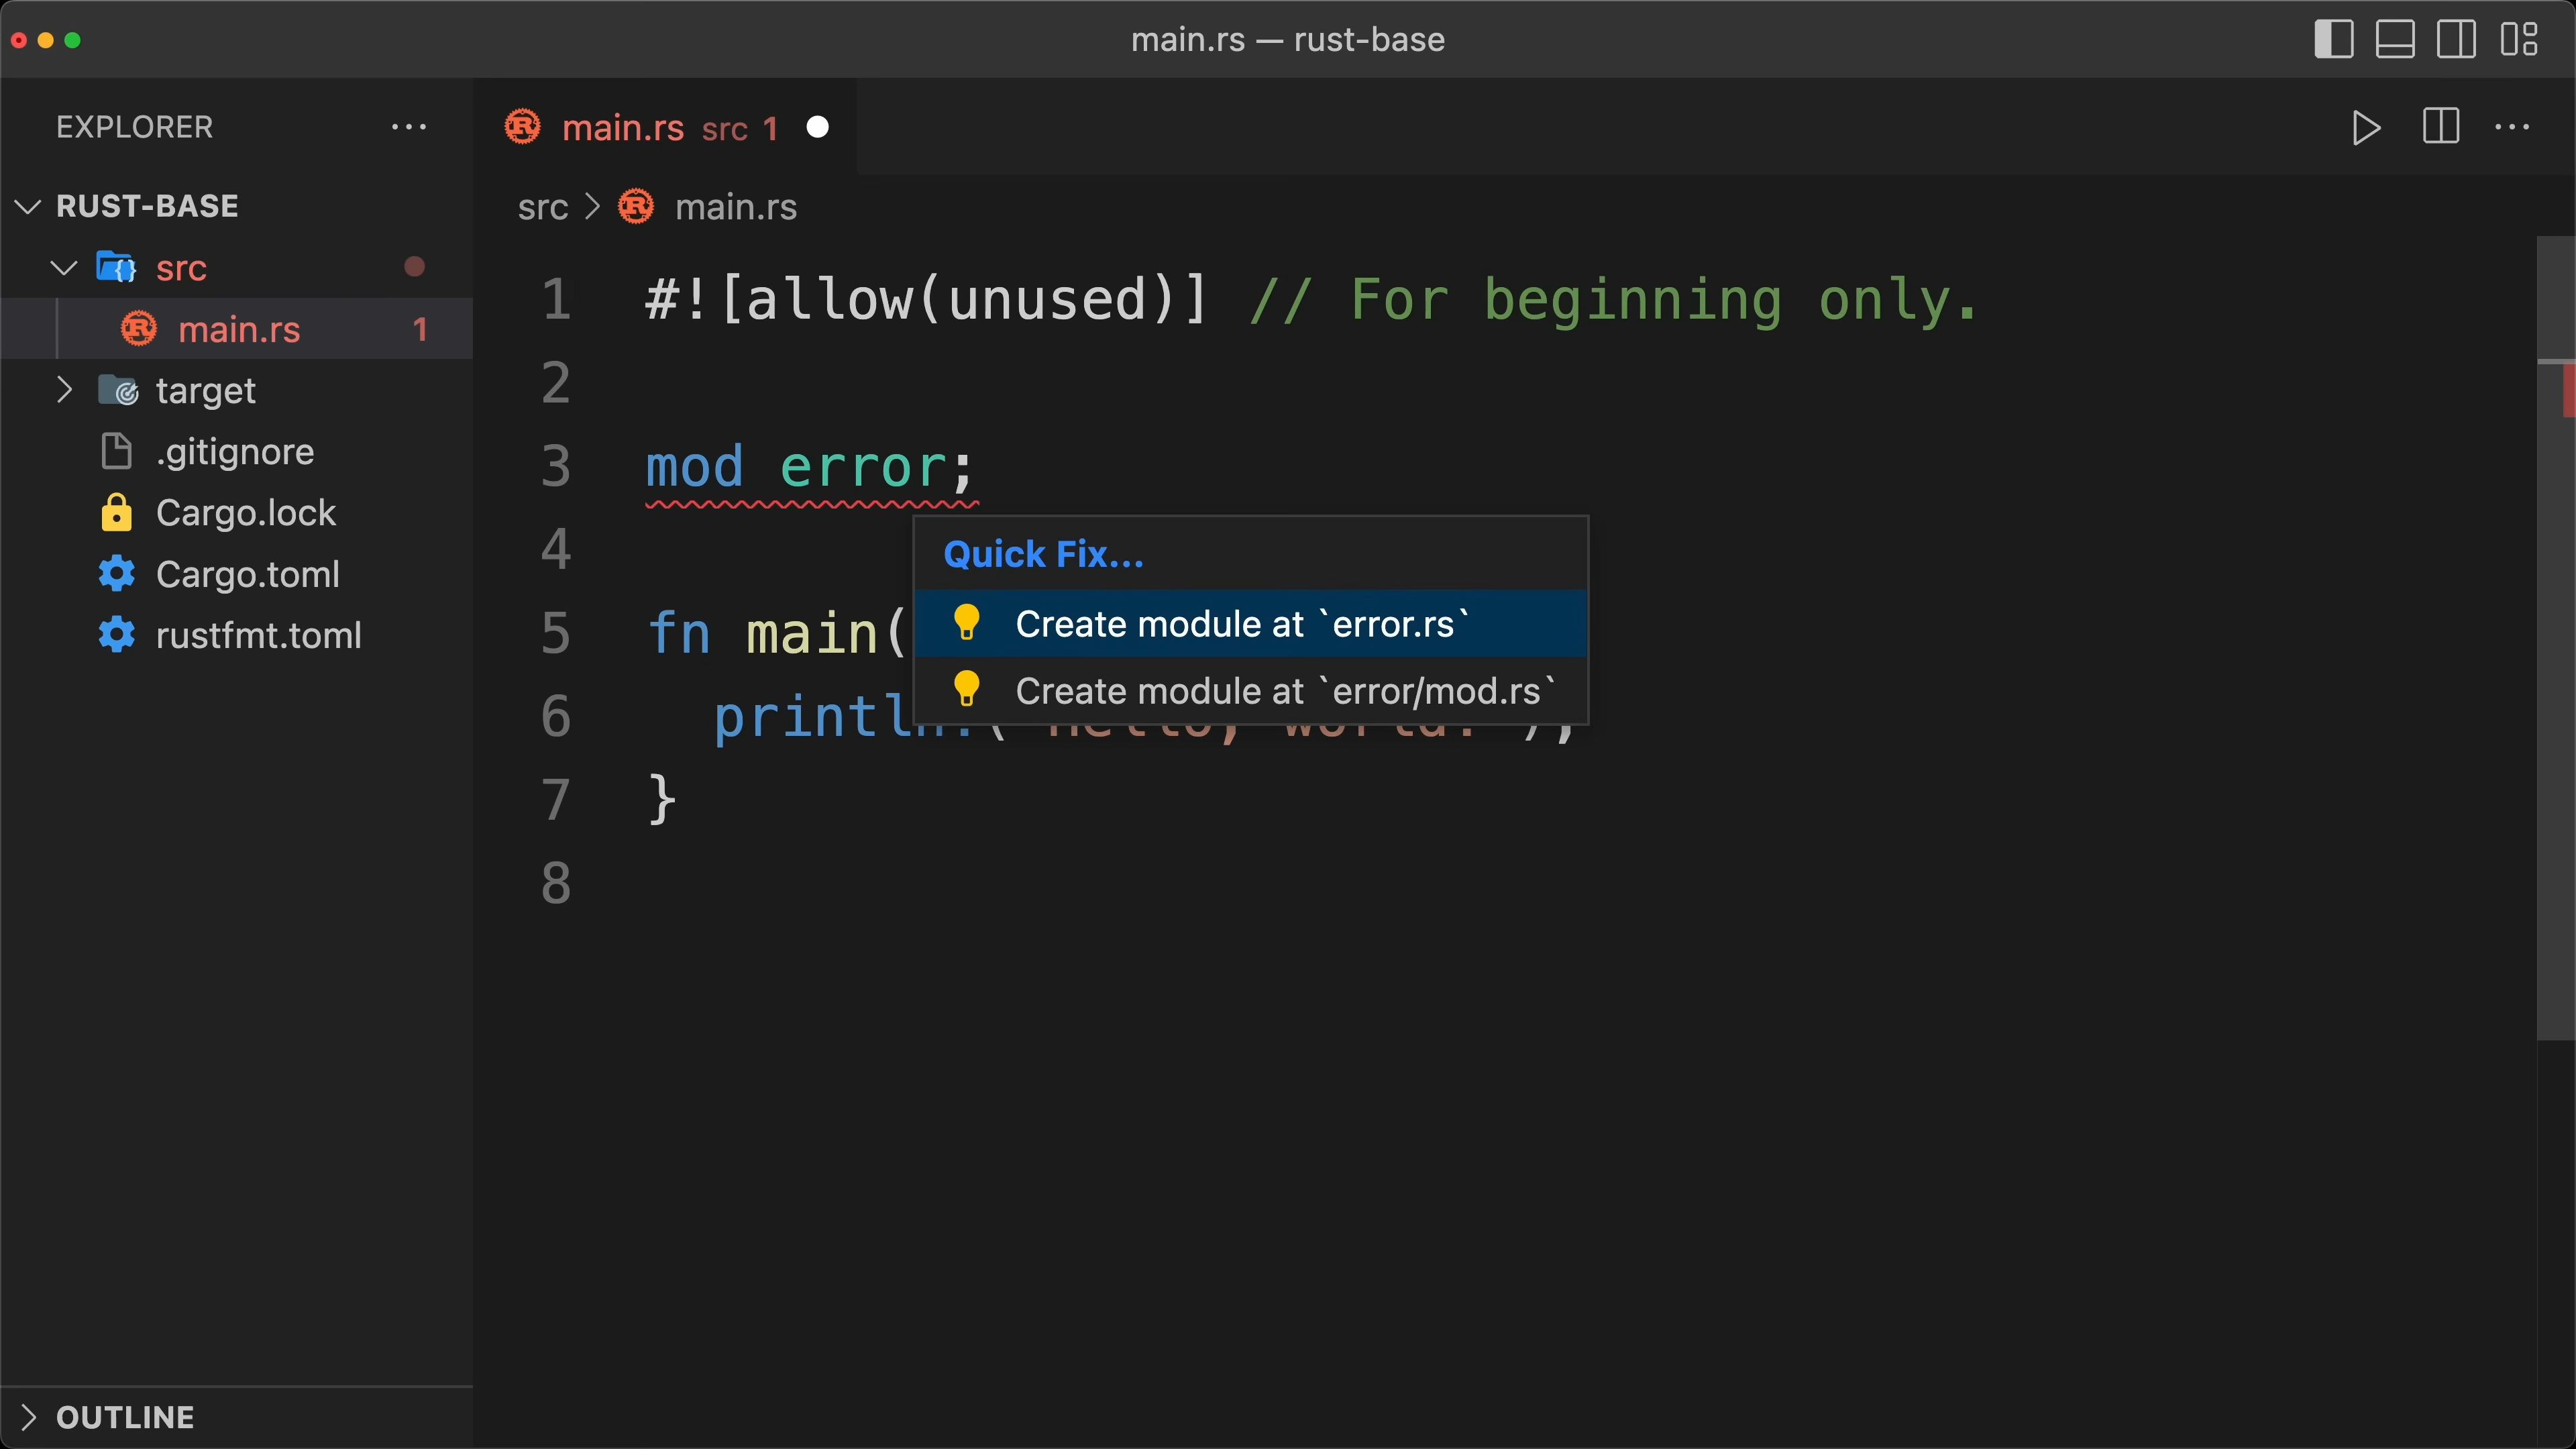 main.rs — rust-base
EXPLORER
RUST-BASE
src
main.rs 1
target
.gitignore
Cargo.lock
Cargo.toml
rustfmt.toml
OUTLINE
main.rs src 1
src > main.rs
1 #![allow(unused)] // For beginning only.
2
3 mod error;
4
5 fn main(
6 println!("Hello, world!");
7 }
8
Quick Fix...
Create module at `error.rs`
Create module at `error/mod.rs`